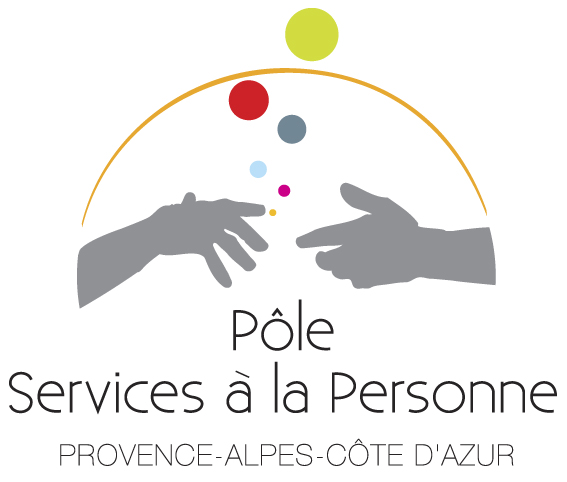 Pôle
Services à la Personne
PROVENCE-ALPES-CÔTE D'AZUR